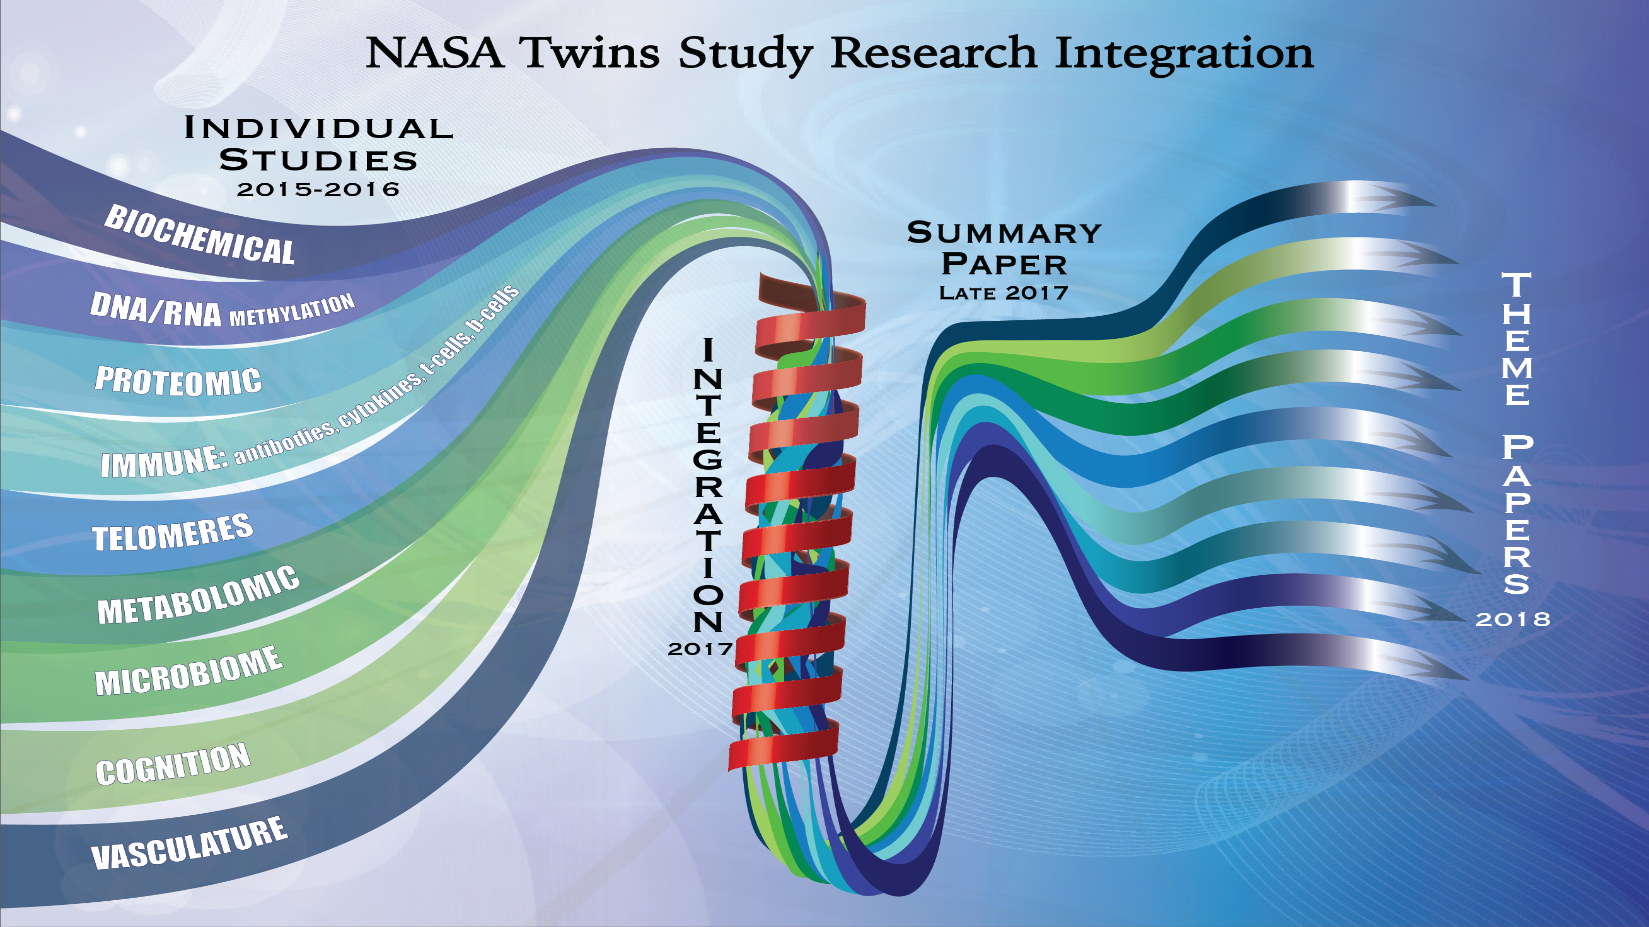 NASA Twins Study Research Integration
INDIVIDUAL
STUDIES
2015-2016
BIOCHEMICAL
DNA/RNA METHYLATION
PROTEOMIC
IMMUNE: antibodies, cytokines, t-cells, b-cells
TELOMERES
METABOLOMIC
MICROBIOME
COGNITION
VASCULATURE
INTEGRATION
2017
SUMMARY
PAPER
LATE 2017
THEME PAPERS
2018